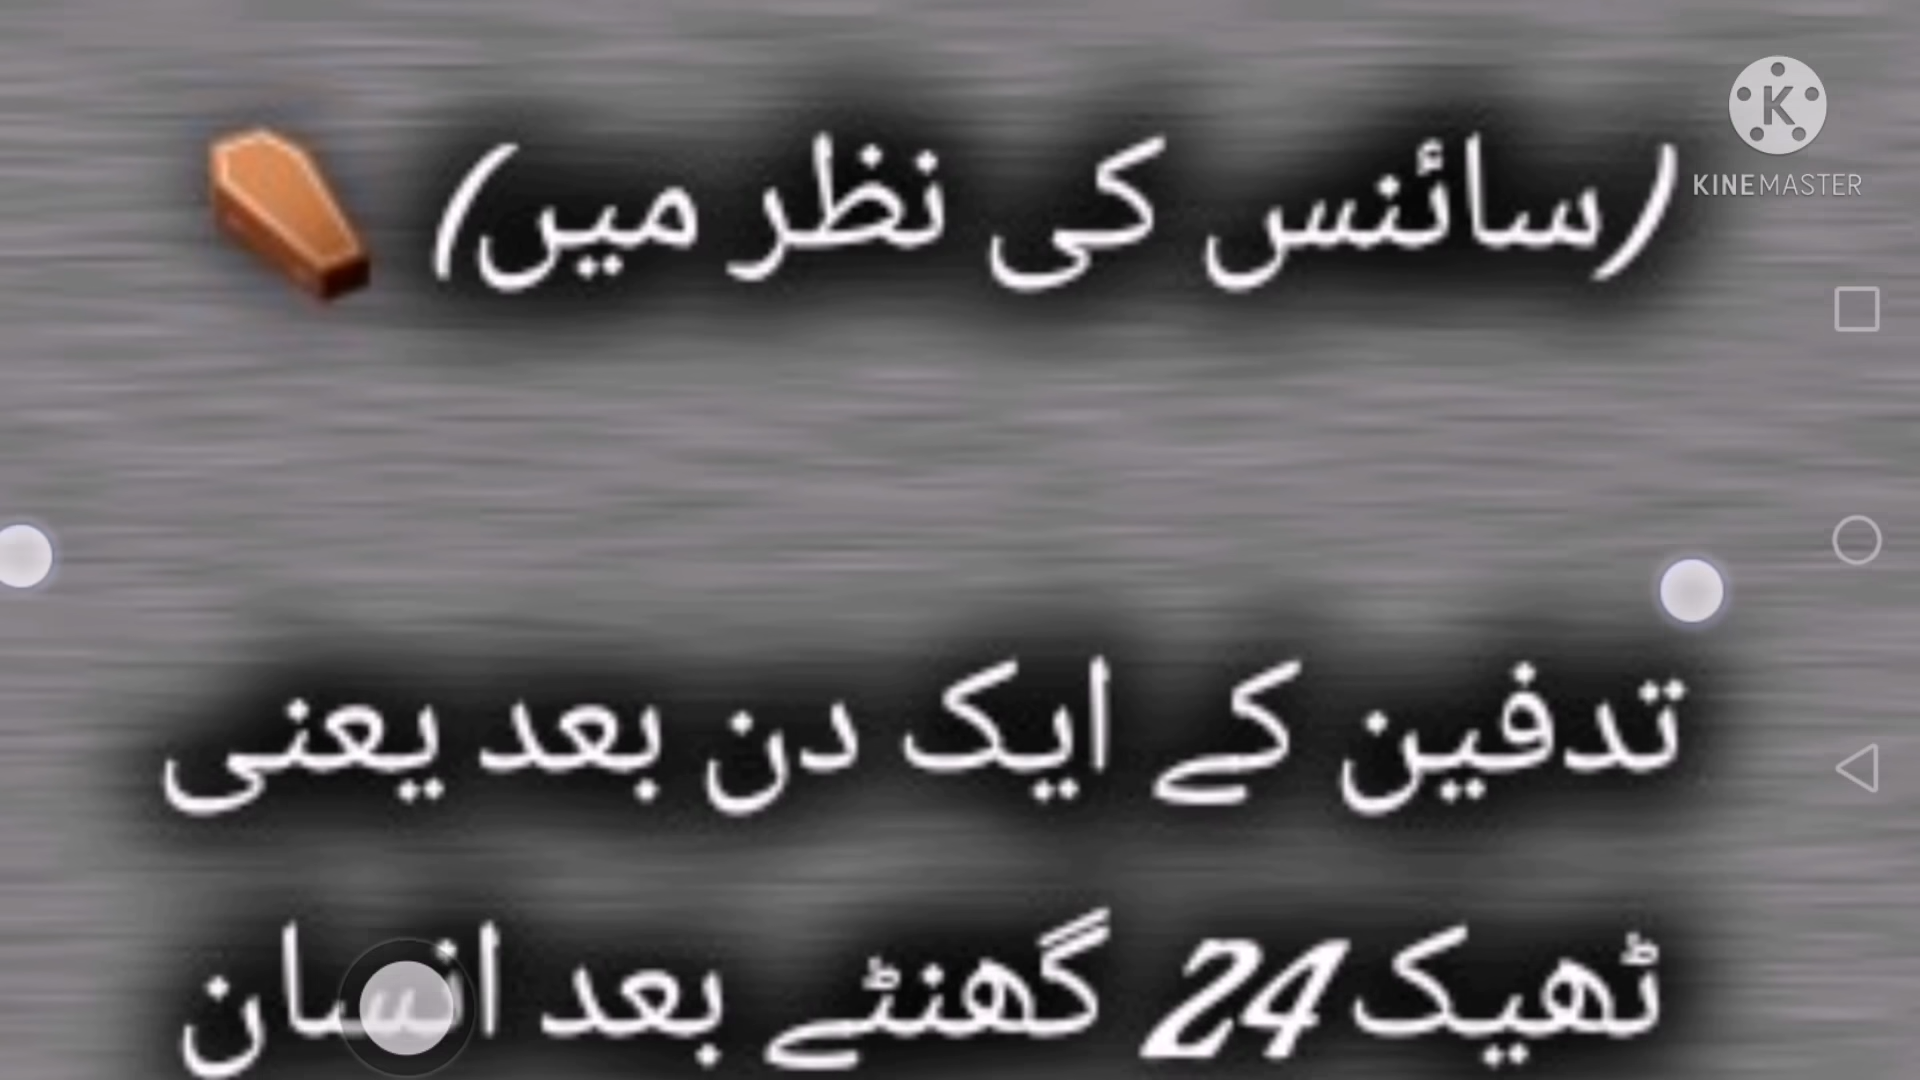 (سائنس کی نظر میں) ⚰️
KINEMASTER
تدفین کے ایک دن بعد یعنی
ٹھیک 24 گھنٹے بعد انسان